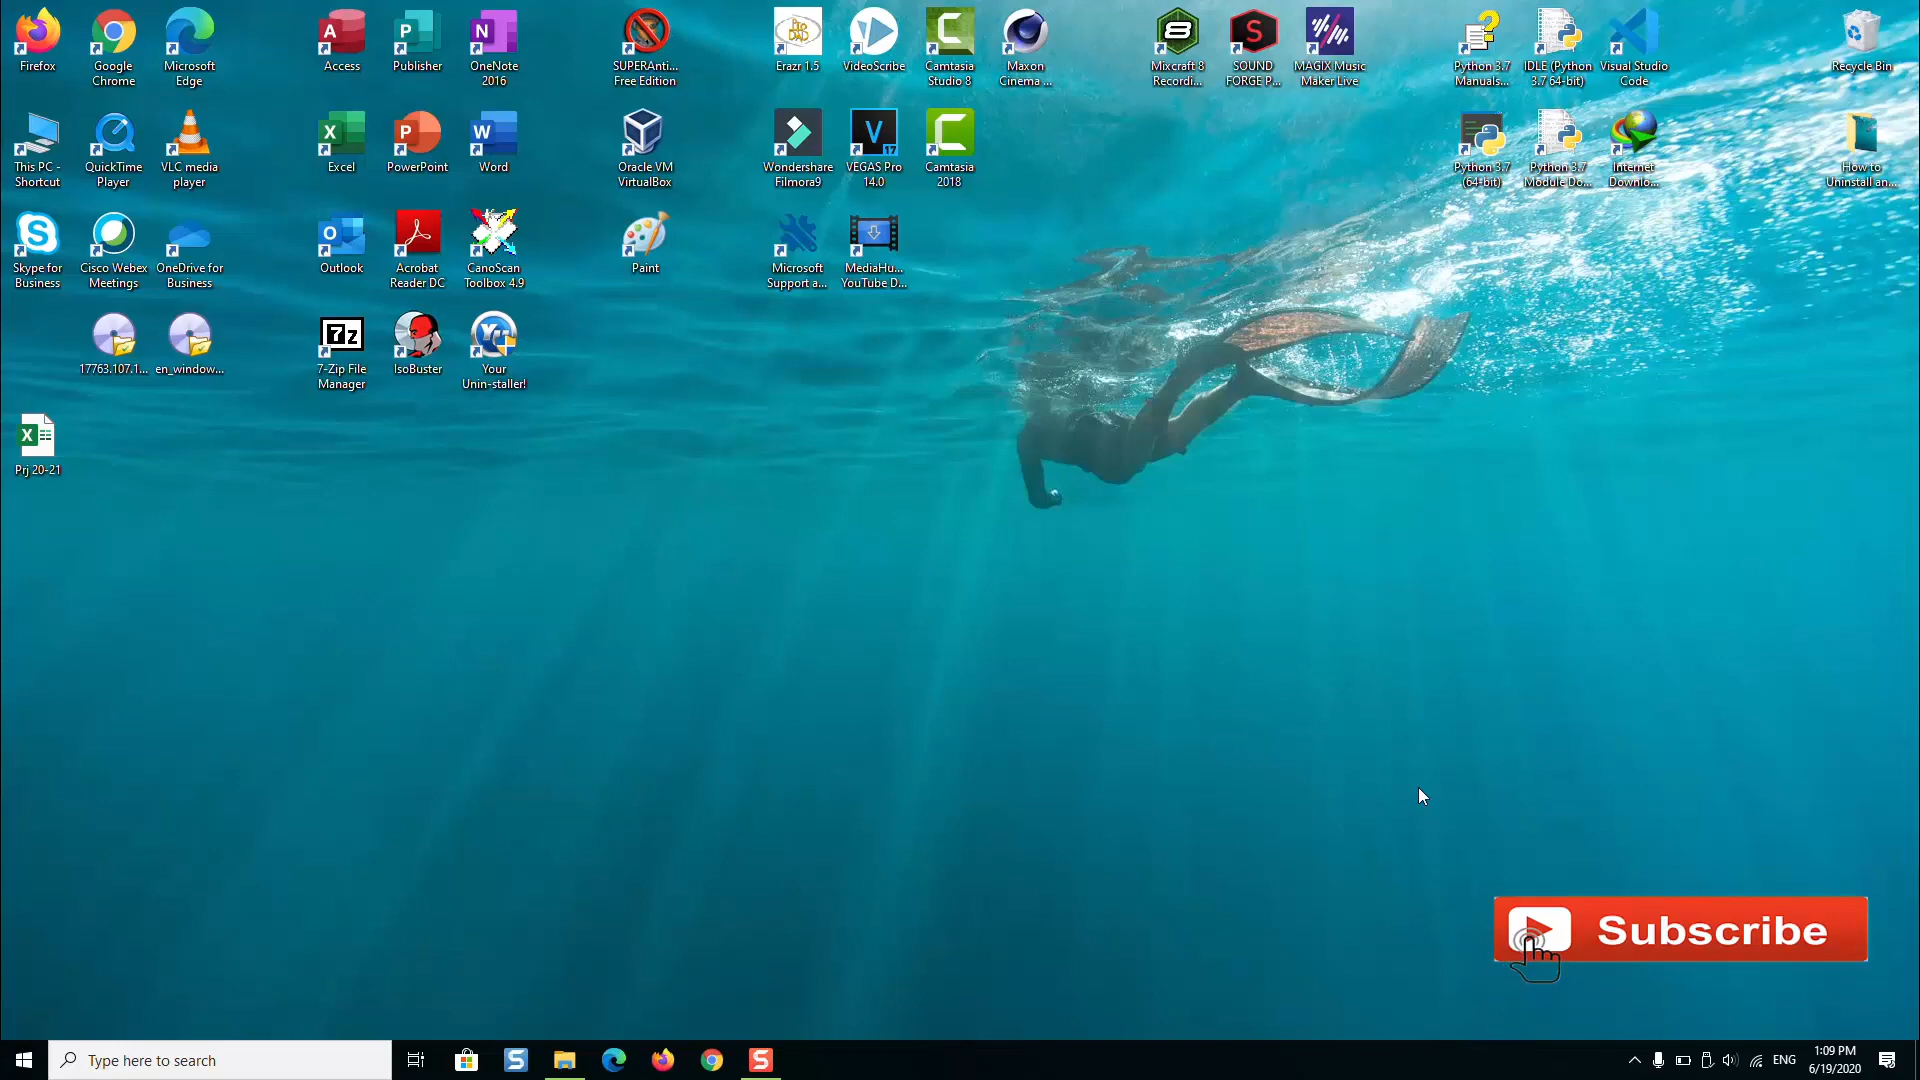 Firefox
Google
Chrome
Microsoft
Edge
Access
Publisher
OneNote
2016
SUPERAnti...
Free Edition
Erazr 1.5
VideoScribe
Camtasia
Studio 8
Maxon
Cinema ...
Mixcraft 8
Recordi...
SOUND
FORGE P...
MAGIX Music
Maker Live
Python 3.7
Manuals...
IDLE (Python
3.7 64-bit)
Visual Studio
Code
Recycle Bin
This PC -
Shortcut
QuickTime
Player
VLC media
player
Excel
PowerPoint
Word
Oracle VM
VirtualBox
Wondershare
Filmora9
VEGAS Pro
14.0
Camtasia
2018
Python 3.7
(64-bit)
Python 3.7
Module Do...
Internet
Downlo...
How to
Uninstall an...
Skype for
Business
Cisco Webex
Meetings
OneDrive for
Business
Outlook
Acrobat
Reader DC
CanoScan
Toolbox 4.9
Paint
Microsoft
Support a...
MediaHu...
YouTube D...
17763.107.1...
en_window...
7-Zip File
Manager
IsoBuster
Your
Unin-staller!
Prj 20-21
Subscribe
Type here to search
ENG
1:09 PM
6/19/2020